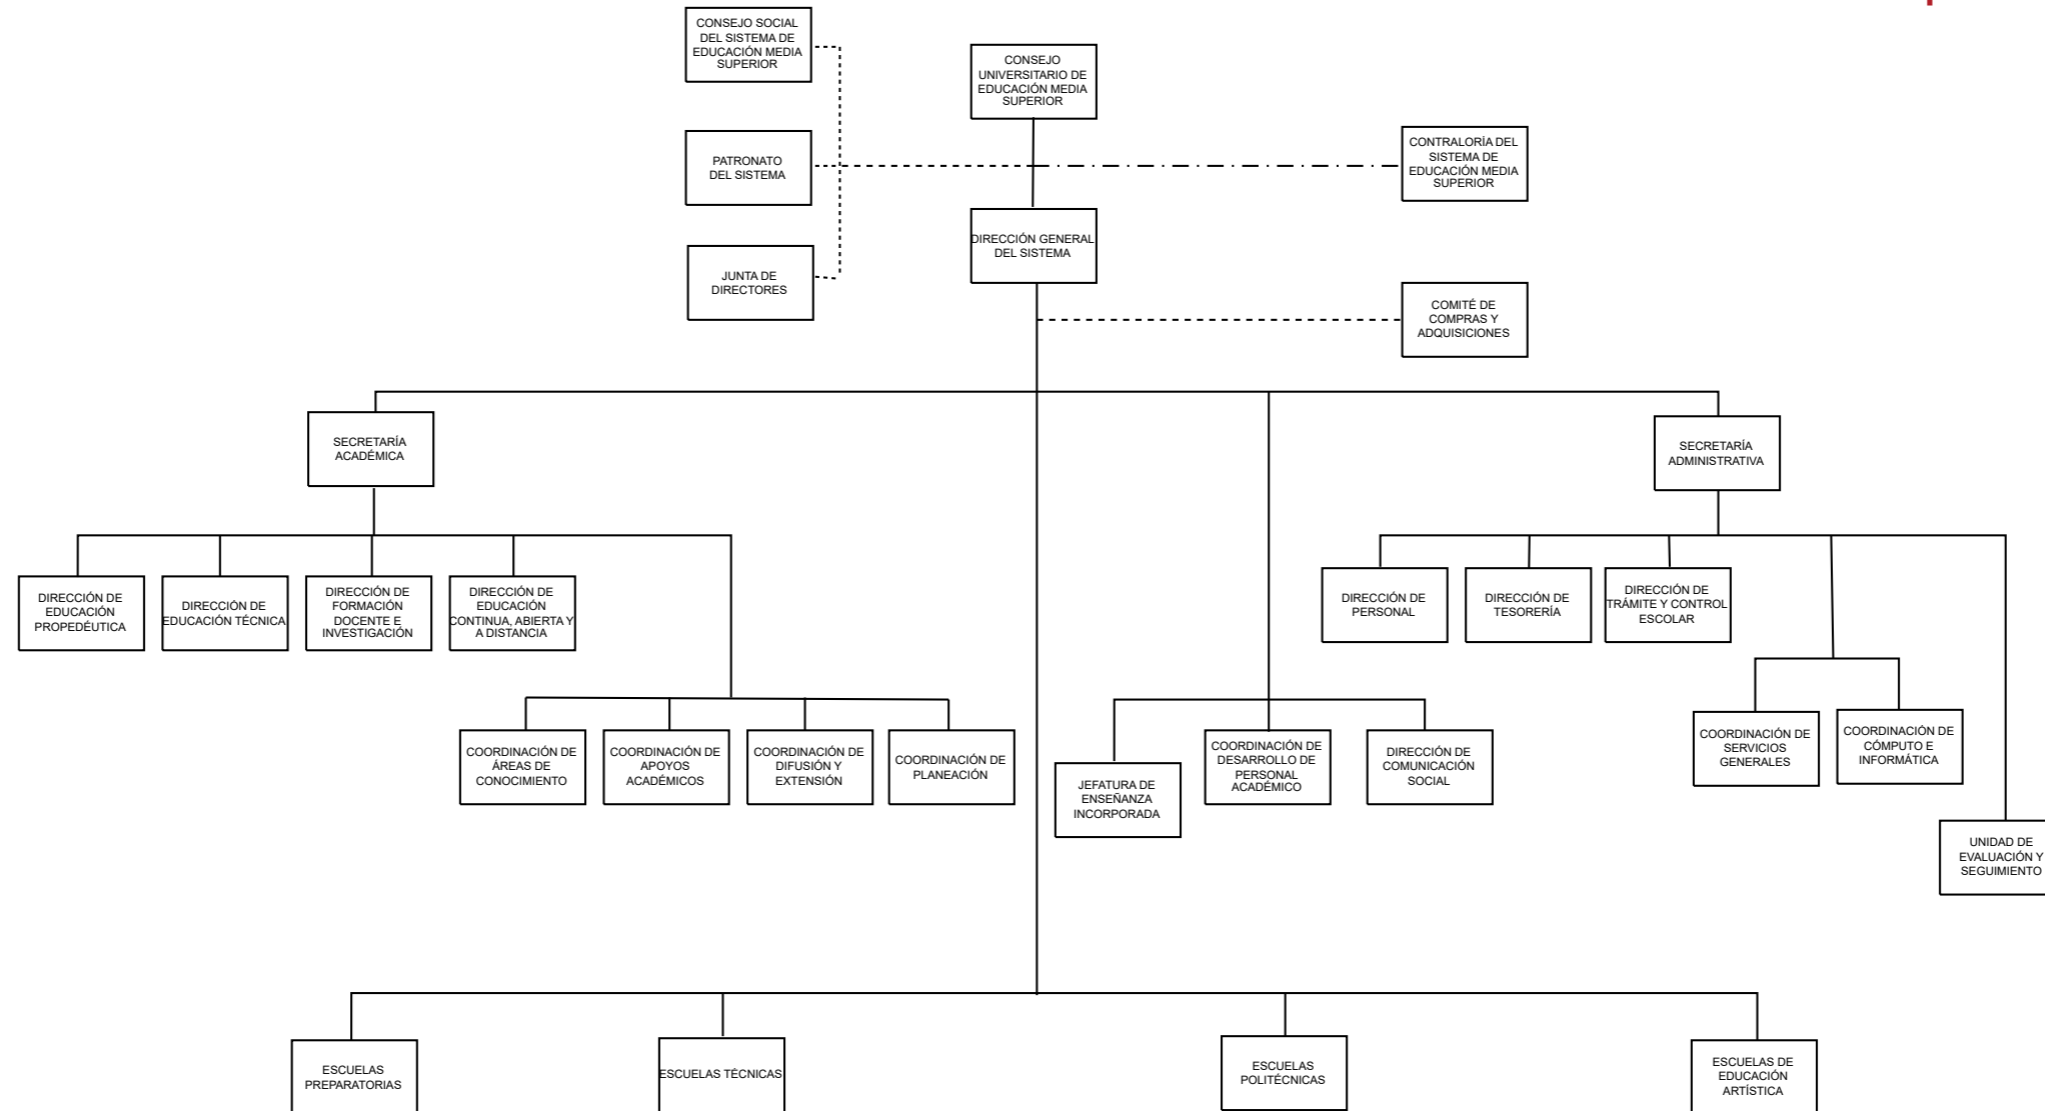 CONSEJO SOCIAL
DEL SISTEMA DE
EDUCACIÓN MEDIA
SUPERIOR
CONSEJO
UNIVERSITARIO DE
EDUCACIÓN MEDIA
SUPERIOR
PATRONATO
DEL SISTEMA
CONTRALORÍA DEL
SISTEMA DE
EDUCACIÓN MEDIA
SUPERIOR
DIRECCIÓN GENERAL
DEL SISTEMA
JUNTA DE
DIRECTORES
COMITÉ DE
COMPRAS Y
ADQUISICIONES
SECRETARÍA
ACADÉMICA
SECRETARÍA
ADMINISTRATIVA
DIRECCIÓN DE
EDUCACIÓN
PROPEDÉUTICA
DIRECCIÓN DE
EDUCACIÓN TÉCNICA
DIRECCIÓN DE
FORMACIÓN
DOCENTE E
INVESTIGACIÓN
DIRECCIÓN DE
EDUCACIÓN
CONTINUA, ABIERTA Y
A DISTANCIA
DIRECCIÓN DE
PERSONAL
DIRECCIÓN DE
TESORERÍA
DIRECCIÓN DE
TRÁMITE Y CONTROL
ESCOLAR
COORDINACIÓN DE
ÁREAS DE
CONOCIMIENTO
COORDINACIÓN DE
APOYOS
ACADÉMICOS
COORDINACIÓN DE
DIFUSIÓN Y
EXTENSIÓN
COORDINACIÓN DE
PLANEACIÓN
JEFATURA DE
ENSEÑANZA
INCORPORADA
COORDINACIÓN DE
DESARROLLO DE
PERSONAL
ACADÉMICO
DIRECCIÓN DE
COMUNICACIÓN
SOCIAL
COORDINACIÓN DE
SERVICIOS
GENERALES
COORDINACIÓN DE
CÓMPUTO E
INFORMÁTICA
UNIDAD DE
EVALUACIÓN Y
SEGUIMIENTO
ESCUELAS
PREPARATORIAS
ESCUELAS TÉCNICAS
ESCUELAS
POLITÉCNICAS
ESCUELAS DE
EDUCACIÓN
ARTÍSTICA